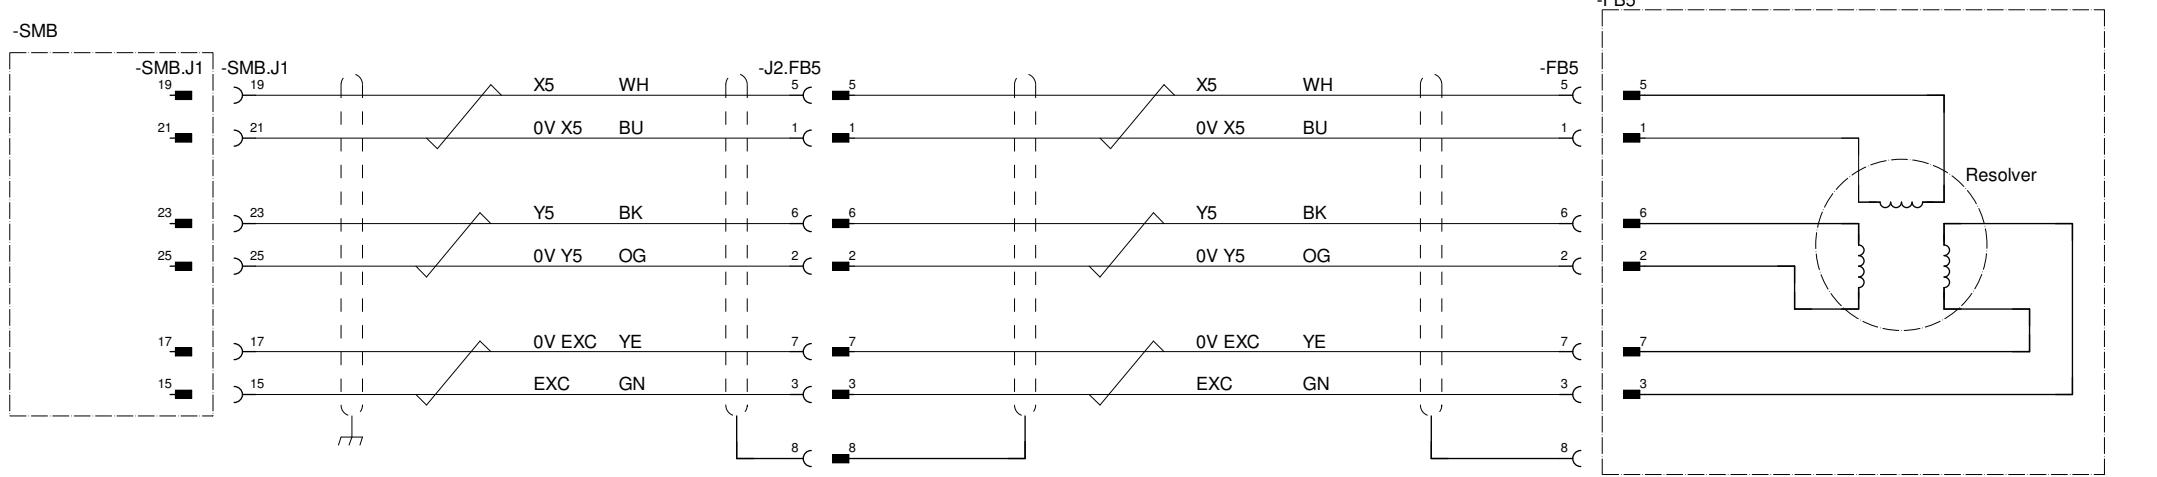 -FB5
-SMB
-SMB.J1 -SMB.J1 -J2.FB5 -FB5
19 19 X5 WH 5 5 X5 WH 5 5
21 21 0V X5 BU 1 1 0V X5 BU 1 1
Resolver
23 23 Y5 BK 6 6 Y5 BK 6 6
25 25 0V Y5 OG 2 2 0V Y5 OG 2 2
17 17 0V EXC YE 7 7 0V EXC YE 7 7
15 15 EXC GN 3 3 EXC GN 3 3
8 8 8